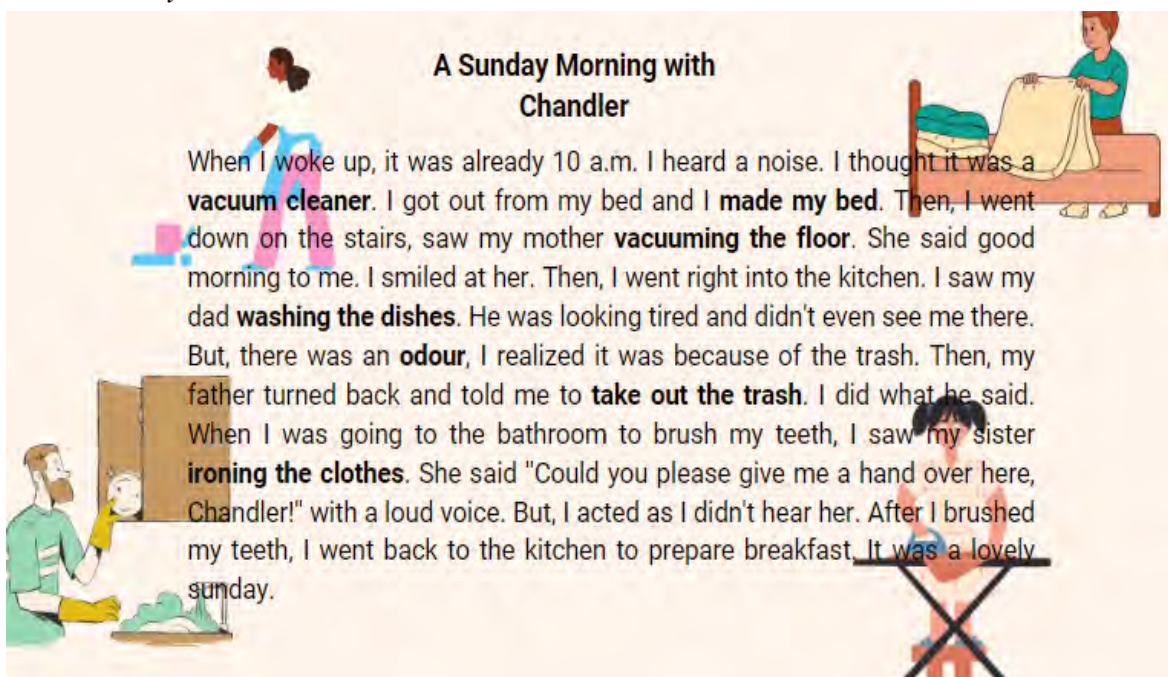 A Sunday Morning with
Chandler
When I woke up, it was already 10 a.m. I heard a noise. I thought it was a
vacuum cleaner. I got out from my bed and I made my bed. Then, I went
down on the stairs, saw my mother vacuuming the floor. She said good
morning to me. I smiled at her. Then, I went right into the kitchen. I saw my
dad washing the dishes. He was looking tired and didn't even see me there.
But, there was an odour, I realized it was because of the trash. Then, my
father turned back and told me to take out the trash. I did what he said.
When I was going to the bathroom to brush my teeth, I saw my sister
ironing the clothes. She said "Could you please give me a hand over here,
Chandler!" with a loud voice. But, I acted as I didn't hear her. After I brushed
my teeth, I went back to the kitchen to prepare breakfast. It was a lovely
sunday.